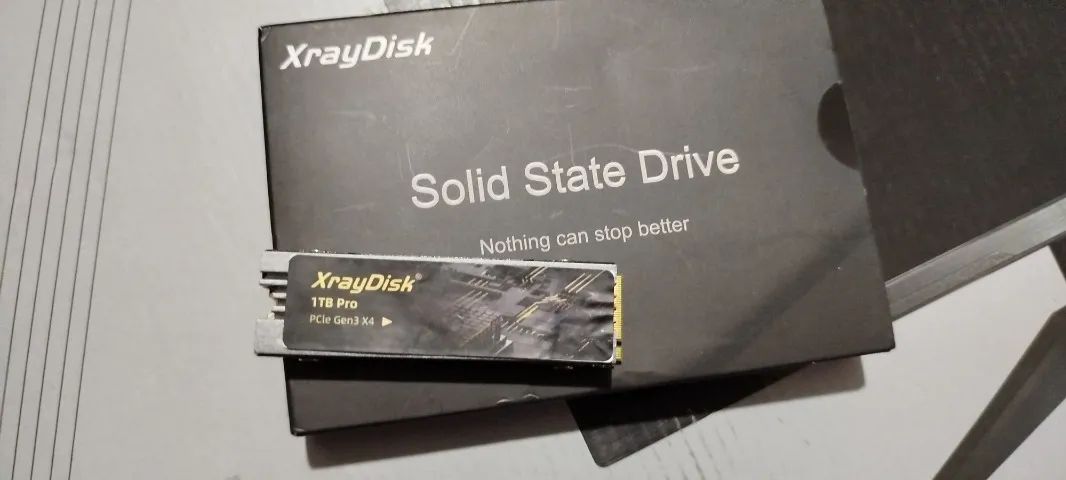 XrayDisk
Solid State Drive
Nothing can stop better
XrayDisk®
1TB Pro
PCIe Gen3 X4 ▶